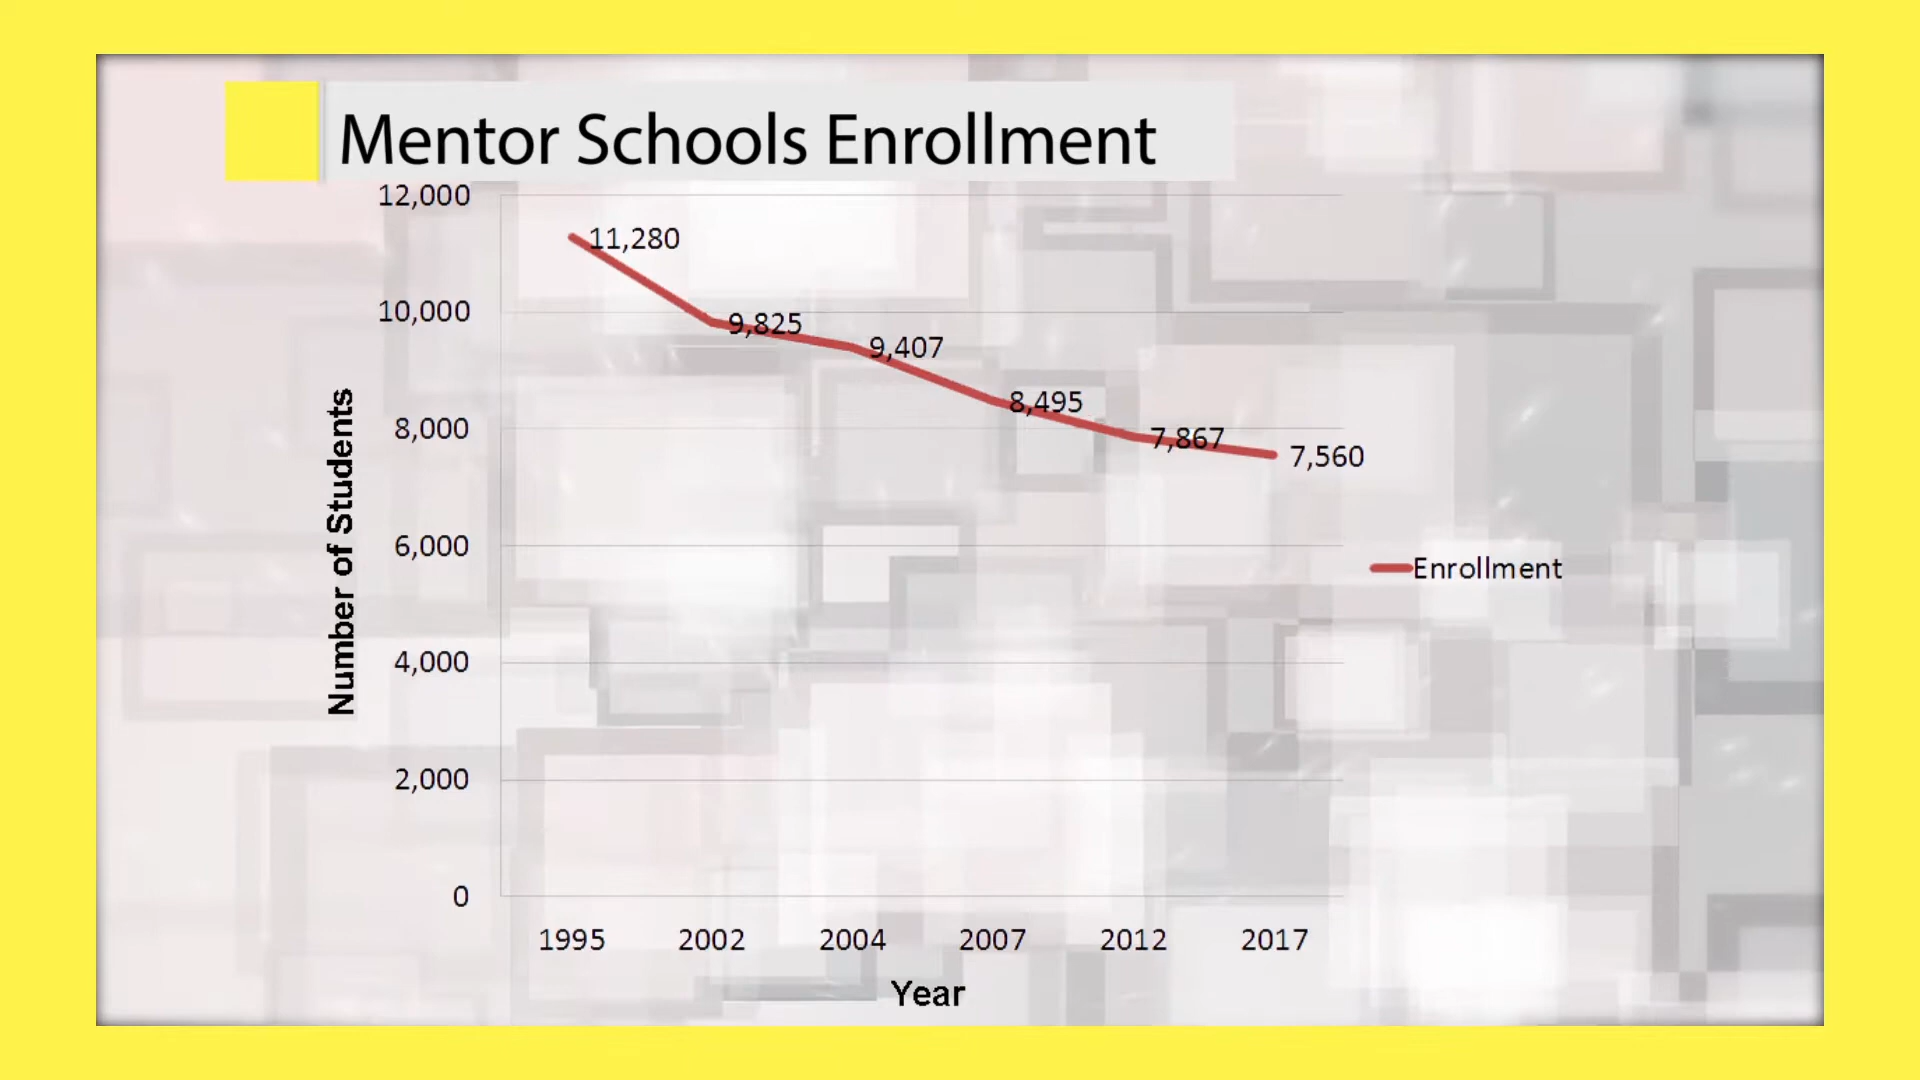 Mentor Schools Enrollment
12,000
10,000
8,000
6,000
4,000
2,000
0
Number of Students
11,280
9,825
9,407
8,495
7,867
7,560
Enrollment
1995 2002 2004 2007 2012 2017
Year